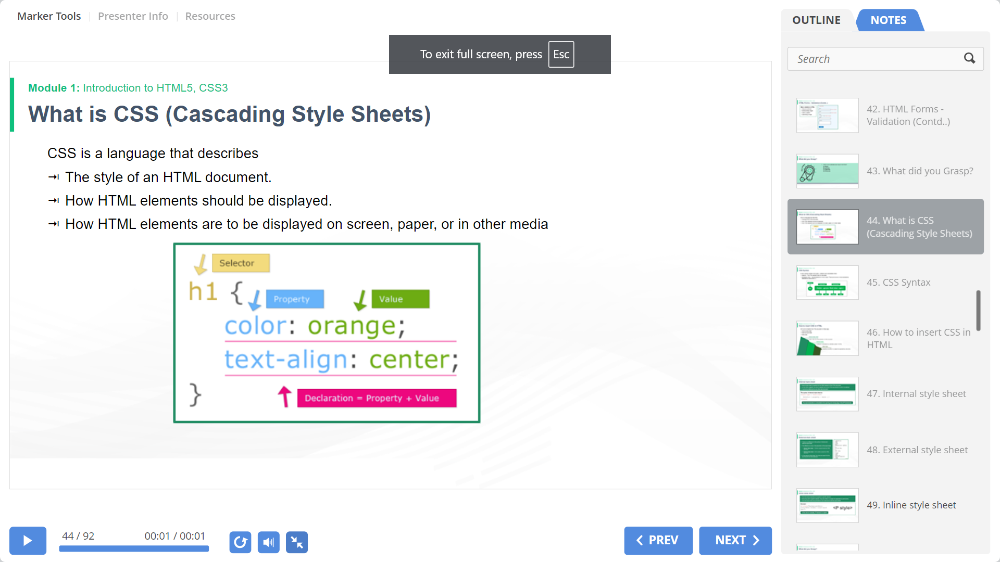 Marker Tools
Presenter Info
Resources
To exit full screen, press Esc
OUTLINE
NOTES
Search
Module 1: Introduction to HTML5, CSS3
What is CSS (Cascading Style Sheets)
CSS is a language that describes
⇥ The style of an HTML document.
⇥ How HTML elements should be displayed.
⇥ How HTML elements are to be displayed on screen, paper, or in other media
Selector
h1 {
Property
Value
color: orange;
text-align: center;
}
Declaration = Property + Value
42. HTML Forms -
Validation (Contd..)
43. What did you Grasp?
44. What is CSS
(Cascading Style Sheets)
45. CSS Syntax
46. How to insert CSS in
HTML
47. Internal style sheet
48. External style sheet
<P style>
49. Inline style sheet
44 / 92
00:01 / 00:01
PREV
NEXT